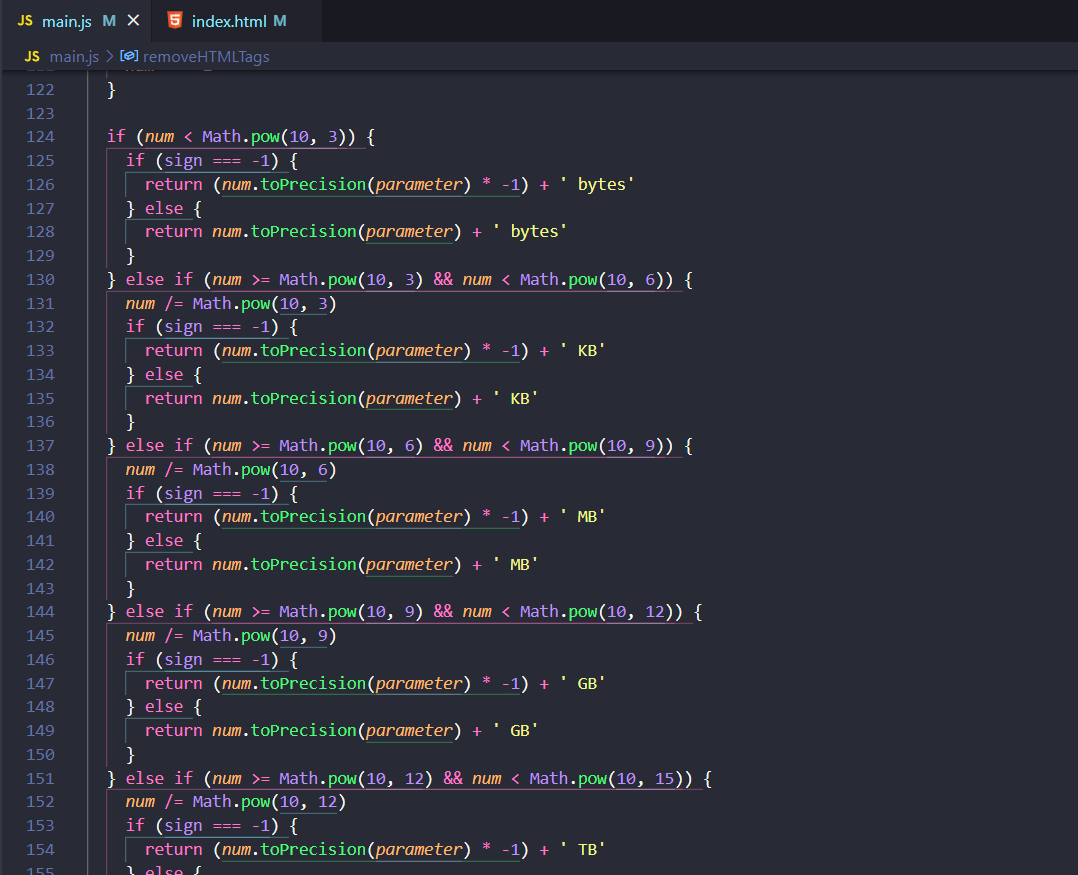 JS main.js M × index.html M
JS main.js > removeHTMLTags
122 }
123
124 if (num < Math.pow(10, 3)) {
125 if (sign === -1) {
126 return (num.toPrecision(parameter) * -1) + ' bytes'
127 } else {
128 return num.toPrecision(parameter) + ' bytes'
129 }
130 } else if (num >= Math.pow(10, 3) && num < Math.pow(10, 6)) {
131 num /= Math.pow(10, 3)
132 if (sign === -1) {
133 return (num.toPrecision(parameter) * -1) + ' KB'
134 } else {
135 return num.toPrecision(parameter) + ' KB'
136 }
137 } else if (num >= Math.pow(10, 6) && num < Math.pow(10, 9)) {
138 num /= Math.pow(10, 6)
139 if (sign === -1) {
140 return (num.toPrecision(parameter) * -1) + ' MB'
141 } else {
142 return num.toPrecision(parameter) + ' MB'
143 }
144 } else if (num >= Math.pow(10, 9) && num < Math.pow(10, 12)) {
145 num /= Math.pow(10, 9)
146 if (sign === -1) {
147 return (num.toPrecision(parameter) * -1) + ' GB'
148 } else {
149 return num.toPrecision(parameter) + ' GB'
150 }
151 } else if (num >= Math.pow(10, 12) && num < Math.pow(10, 15)) {
152 num /= Math.pow(10, 12)
153 if (sign === -1) {
154 return (num.toPrecision(parameter) * -1) + ' TB'
155 } else {